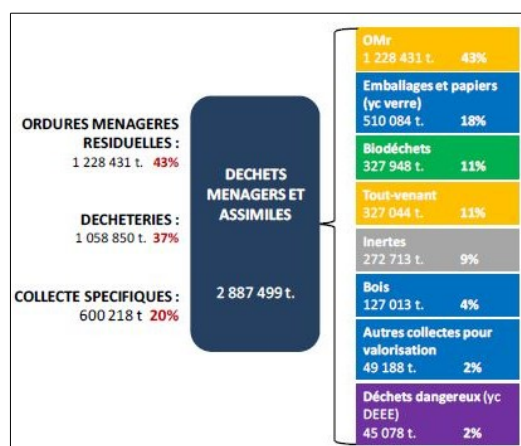 ORDURES MENAGERES
RESIDUELLES :
1 228 431 t. 43%
DECHETERIES :
1 058 850 t. 37%
COLLECTE SPECIFIQUES :
600 218 t 20%
DECHETS
MENAGERS ET
ASSIMILES
2 887 499 t.
OMr
1 228 431 t. 43%
Emballages et papiers
(yc verre)
510 084 t. 18%
Biodéchets
327 948 t. 11%
Tout-venant
327 044 t. 11%
Inertes
272 713 t. 9%
Bois
127 013 t. 4%
Autres collectes pour
valorisation
49 188 t. 2%
Déchets dangereux (yc
DEEE)
45 078 t. 2%